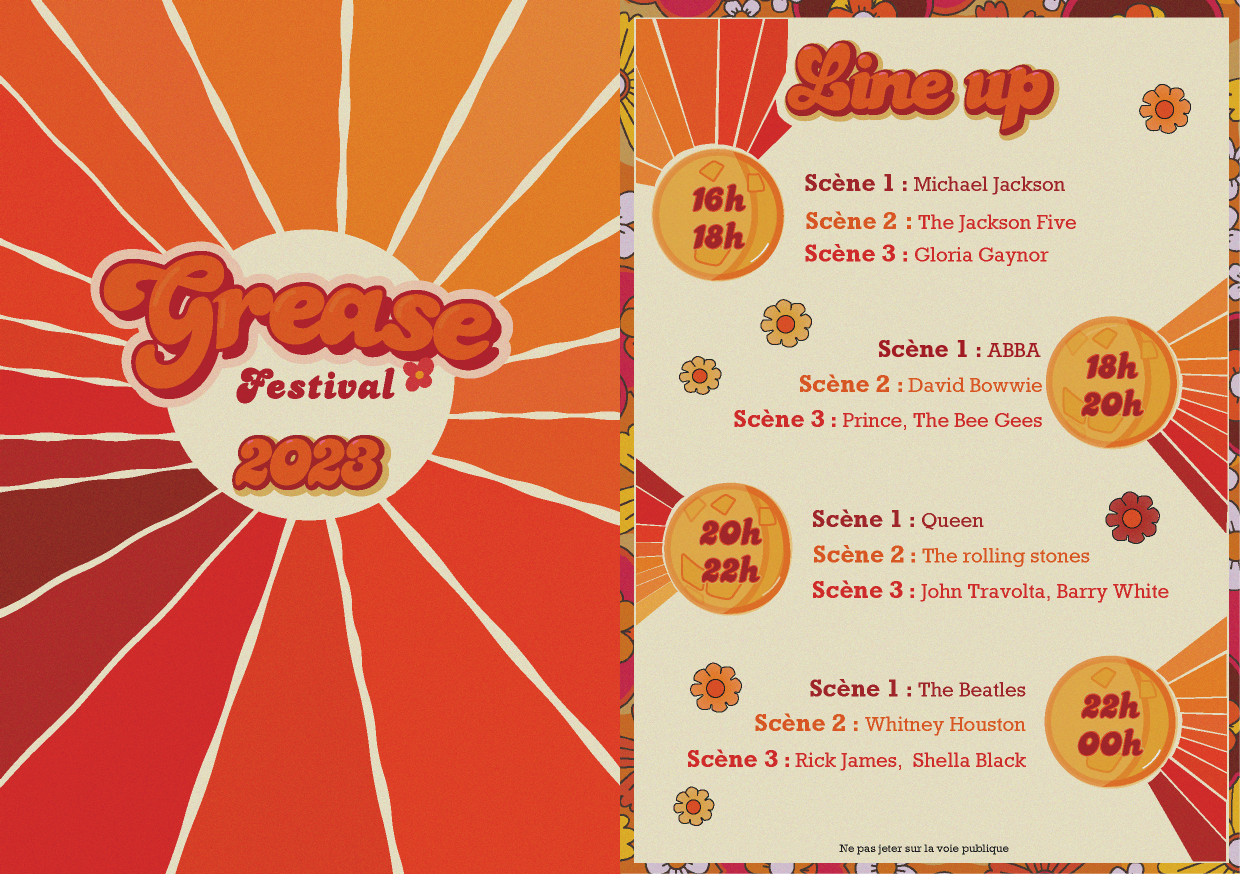 Grease
Festival
2023
Line up
16h
18h
Scène 1 : Michael Jackson
Scène 2 : The Jackson Five
Scène 3 : Gloria Gaynor
Scène 1 : ABBA
Scène 2 : David Bowwie
Scène 3 : Prince, The Bee Gees
18h
20h
20h
22h
Scène 1 : Queen
Scène 2 : The rolling stones
Scène 3 : John Travolta, Barry White
Scène 1 : The Beatles
Scène 2 : Whitney Houston
Scène 3 : Rick James, Shella Black
22h
00h
Ne pas jeter sur la voie publique